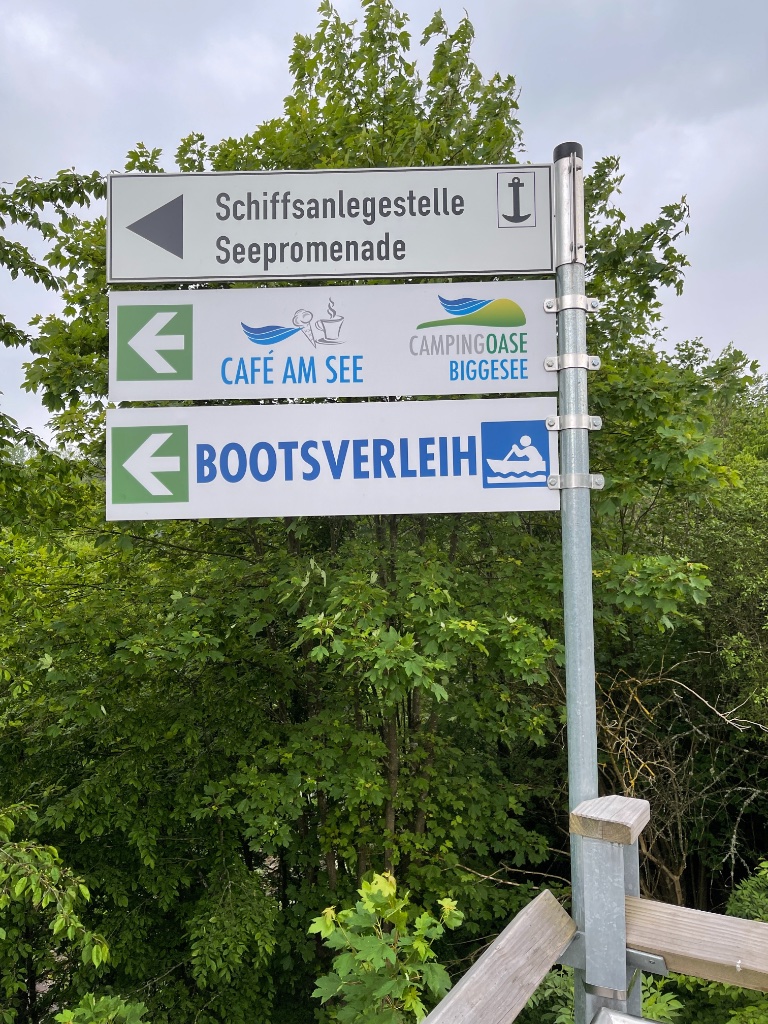 Schiffsanlegestelle
Seepromenade
CAFÉ AM SEE
CAMPINGOASE
BIGGESEE
BOOTSVERLEIH